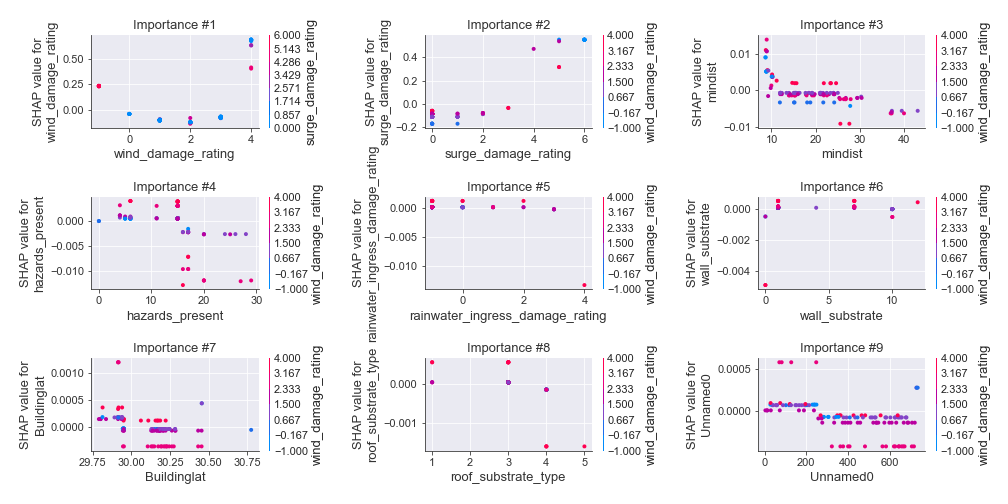 Importance #1
SHAP value for
wind_damage_rating
0.50
0.25
0.00
0
2
4
wind_damage_rating
6.000
5.143
4.286
3.429
2.571
1.714
0.857
0.000
surge_damage_rating
Importance #2
SHAP value for
surge_damage_rating
0.4
0.2
0.0
−0.2
0
2
4
6
surge_damage_rating
4.000
3.167
2.333
1.500
0.667
−0.167
−1.000
wind_damage_rating
Importance #3
SHAP value for
mindist
0.01
0.00
−0.01
10
20
30
40
mindist
4.000
3.167
2.333
1.500
0.667
−0.167
−1.000
wind_damage_rating
Importance #4
SHAP value for
hazards_present
0.000
−0.005
−0.010
0
10
20
30
hazards_present
4.000
3.167
2.333
1.500
0.667
−0.167
−1.000
wind_damage_rating
Importance #5
SHAP value for
rainwater_ingress_damage_rating
0.000
−0.005
−0.010
0
2
4
rainwater_ingress_damage_rating
4.000
3.167
2.333
1.500
0.667
−0.167
−1.000
wind_damage_rating
Importance #6
SHAP value for
wall_substrate
0.000
−0.002
−0.004
0
5
10
wall_substrate
4.000
3.167
2.333
1.500
0.667
−0.167
−1.000
wind_damage_rating
Importance #7
SHAP value for
Buildinglat
0.0010
0.0005
0.0000
29.75
30.00
30.25
30.50
30.75
Buildinglat
4.000
3.167
2.333
1.500
0.667
−0.167
−1.000
wind_damage_rating
Importance #8
SHAP value for
roof_substrate_type
0.000
−0.001
1
2
3
4
5
roof_substrate_type
4.000
3.167
2.333
1.500
0.667
−0.167
−1.000
wind_damage_rating
Importance #9
SHAP value for
Unnamed0
0.0005
0.0000
0
200
400
600
Unnamed0
4.000
3.167
2.333
1.500
0.667
−0.167
−1.000
wind_damage_rating